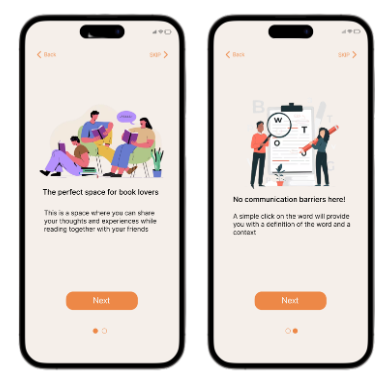 Back
SKIP
The perfect space for book lovers
This is a space where you can share
your thoughts and experiences while
reading together with your friends
Next
Back
SKIP
B
W
T
O
No communication barriers here!
A simple click on the word will provide
you with a definition of the word and a
context
Next